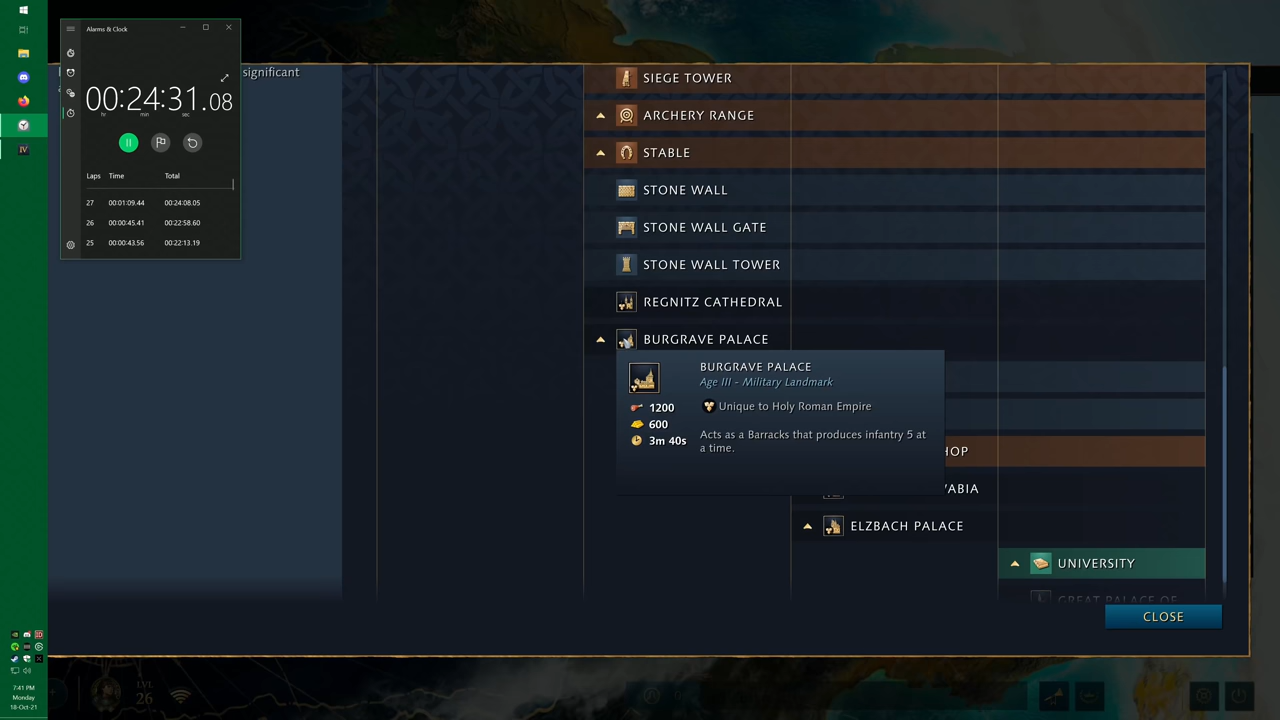 Alarms & Clock
00:24:31.08
hr min sec
Laps Time Total
27 00:01:09.44 00:24:08.05
26 00:00:45.41 00:22:58.60
25 00:00:43.56 00:22:13.19
significant
SIEGE TOWER
ARCHERY RANGE
STABLE
STONE WALL
STONE WALL GATE
STONE WALL TOWER
REGNITZ CATHEDRAL
BURGRAVE PALACE
BURGRAVE PALACE
Age III - Military Landmark
1200
600
3m 40s
Unique to Holy Roman Empire
Acts as a Barracks that produces infantry 5 at
a time.
HOP
VABIA
ELZBACH PALACE
UNIVERSITY
GREAT PALACE OF
CLOSE
LVL
26
IV
7:41 PM
Monday
18-Oct-21